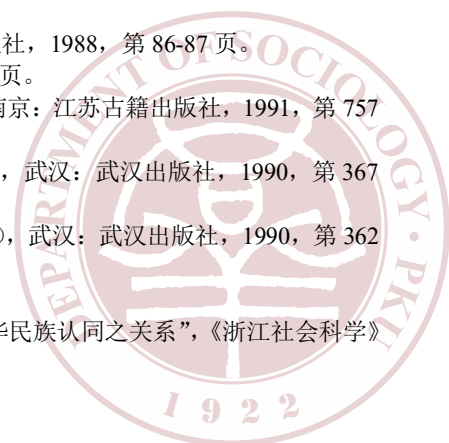 社，1988，第 86-87 页。
页。
南京：江苏古籍出版社，1991，第 757
，武汉：武汉出版社，1990，第 367
），武汉：武汉出版社，1990，第 362
华民族认同之关系”，《浙江社会科学》
DEPARTMENT OF SOCIOLOGY · PKU
1922